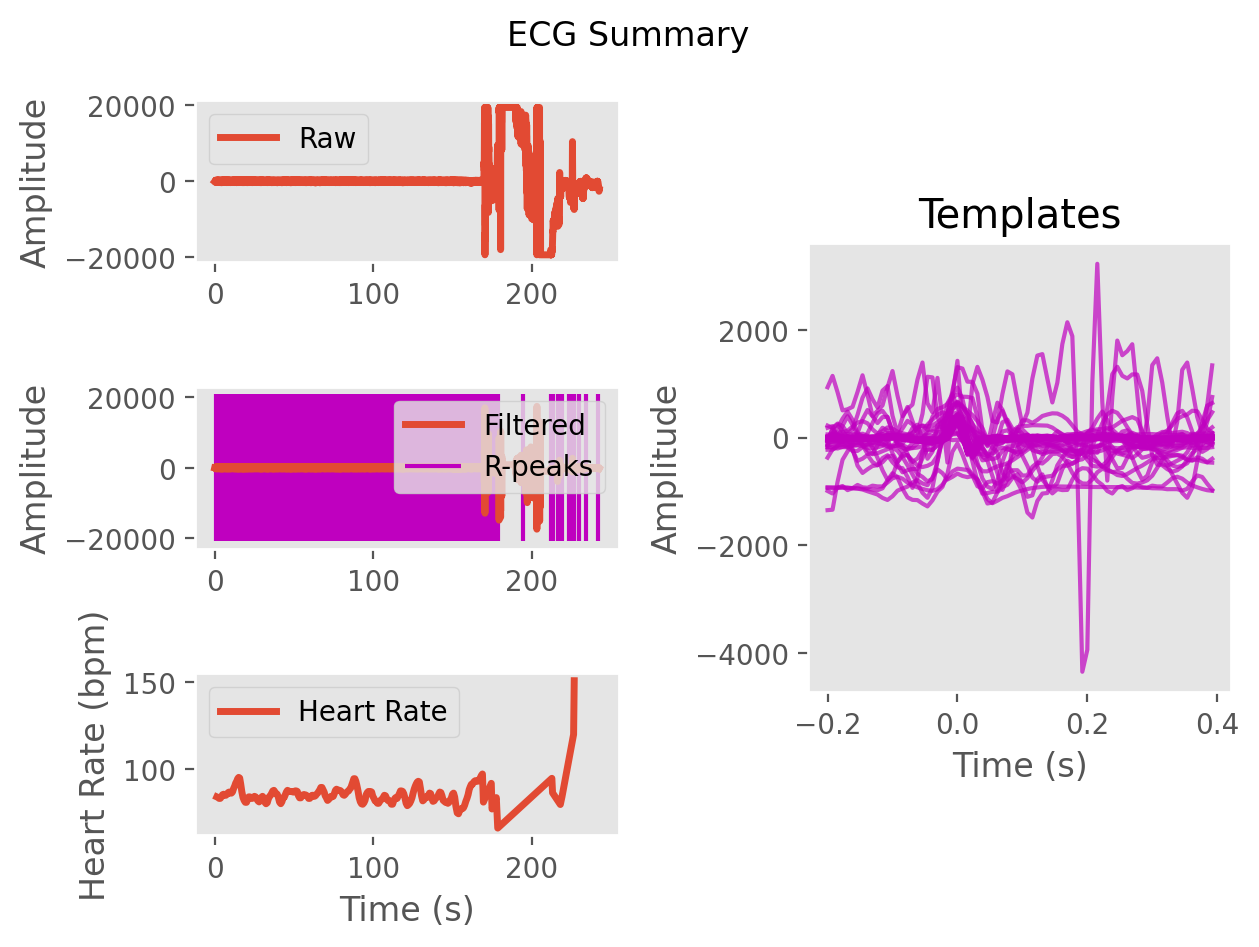 ECG Summary
Amplitude
20000
0
−20000
Raw
0 100 200
Amplitude
20000
0
−20000
Filtered
R-peaks
0 100 200
Heart Rate (bpm)
150
100
Heart Rate
0 100 200
Time (s)
Templates
Amplitude
2000
0
−2000
−4000
−0.2 0.0 0.2 0.4
Time (s)